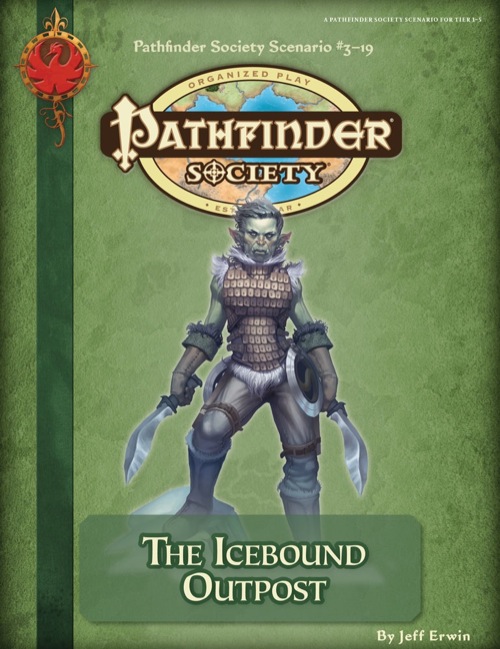 A PATHFINDER SOCIETY SCENARIO FOR TIER 1–5
Pathfinder Society Scenario #3–19
ORGANIZED PLAY
PATHFINDER
SOCIETY
THE ICEBOUND
OUTPOST
By Jeff Erwin